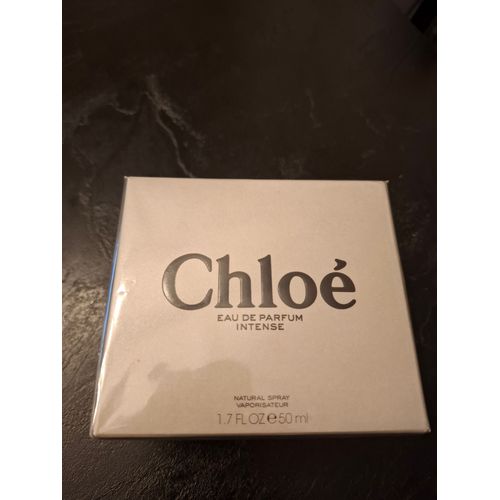 Chloé
EAU DE PARFUM
INTENSE
NATURAL SPRAY
VAPORISATEUR
1.7 FL OZ ℮ 50 ml